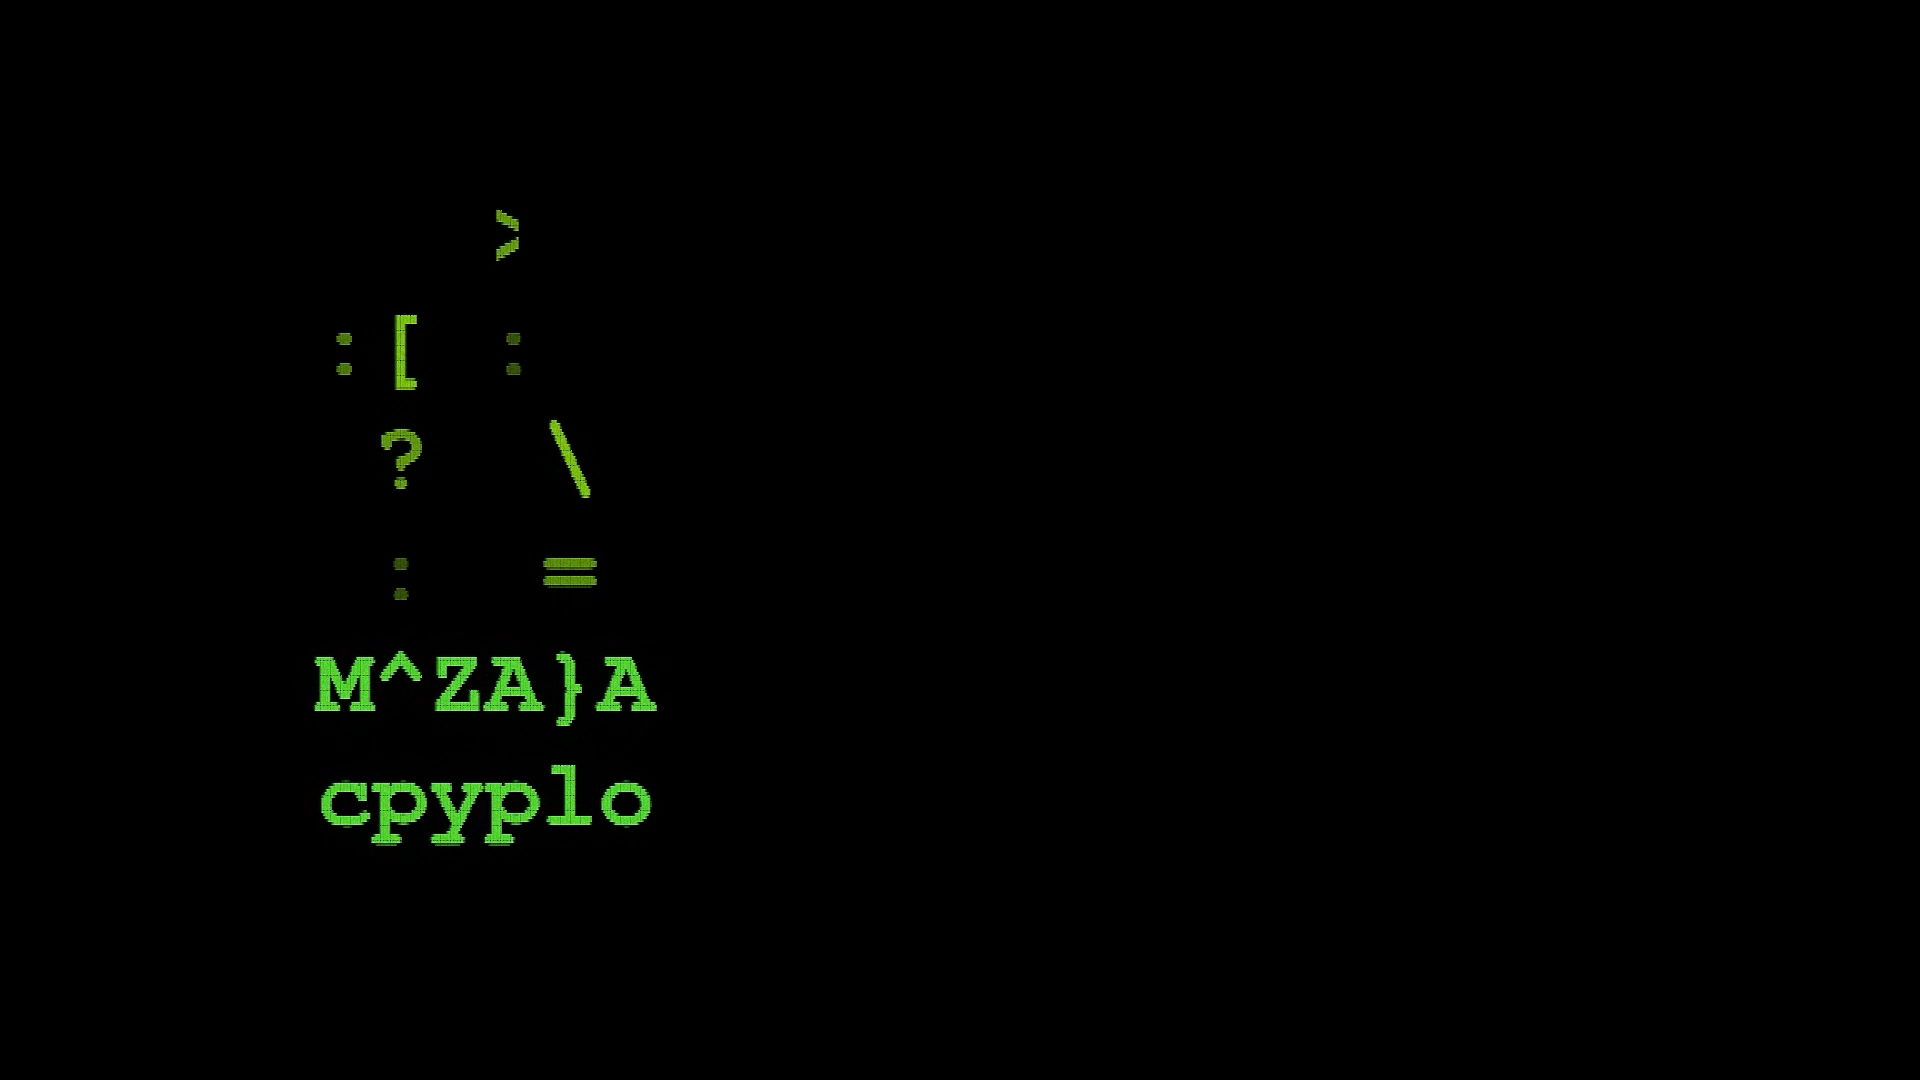 >
: [ :
? \
: =
M^ZA}A
cpyplo